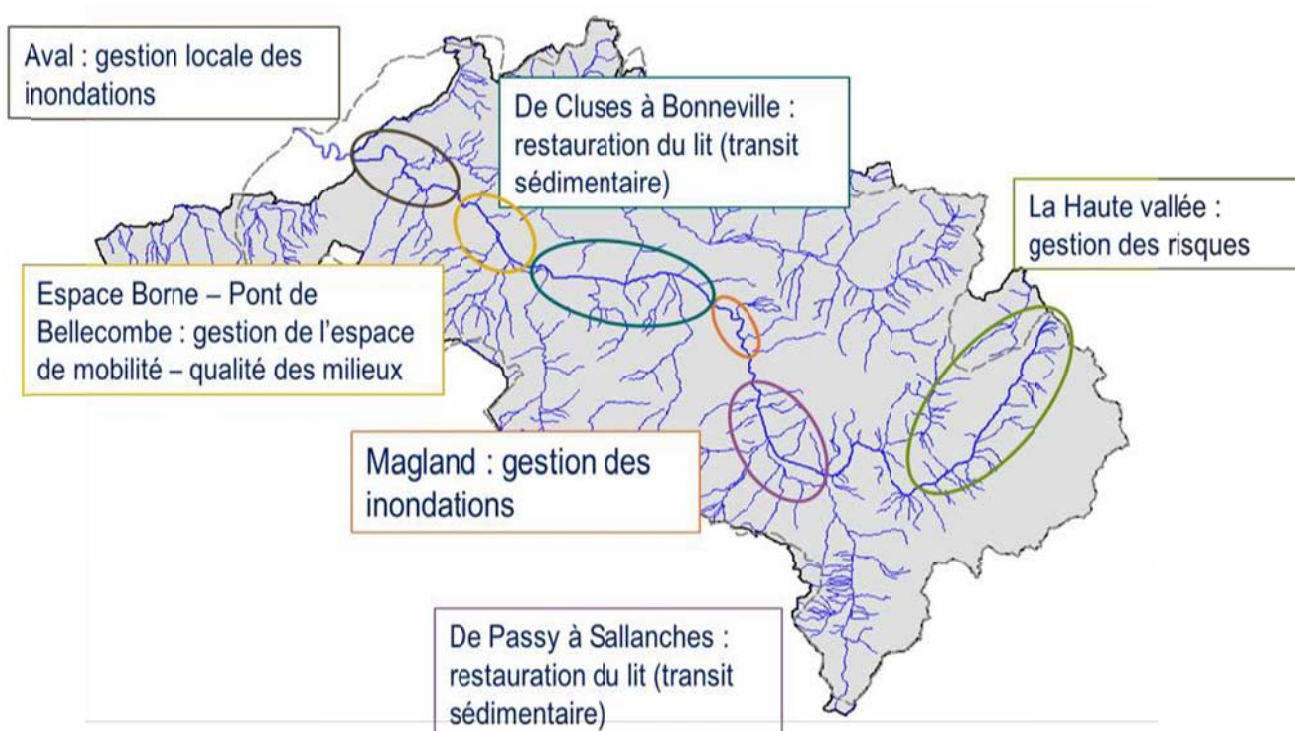 Aval : gestion locale des
inondations
De Cluses à Bonneville :
restauration du lit (transit
sédimentaire)
La Haute vallée :
gestion des risques
Espace Borne – Pont de
Bellecombe : gestion de l'espace
de mobilité – qualité des milieux
Magland : gestion des
inondations
De Passy à Sallanches :
restauration du lit (transit
sédimentaire)